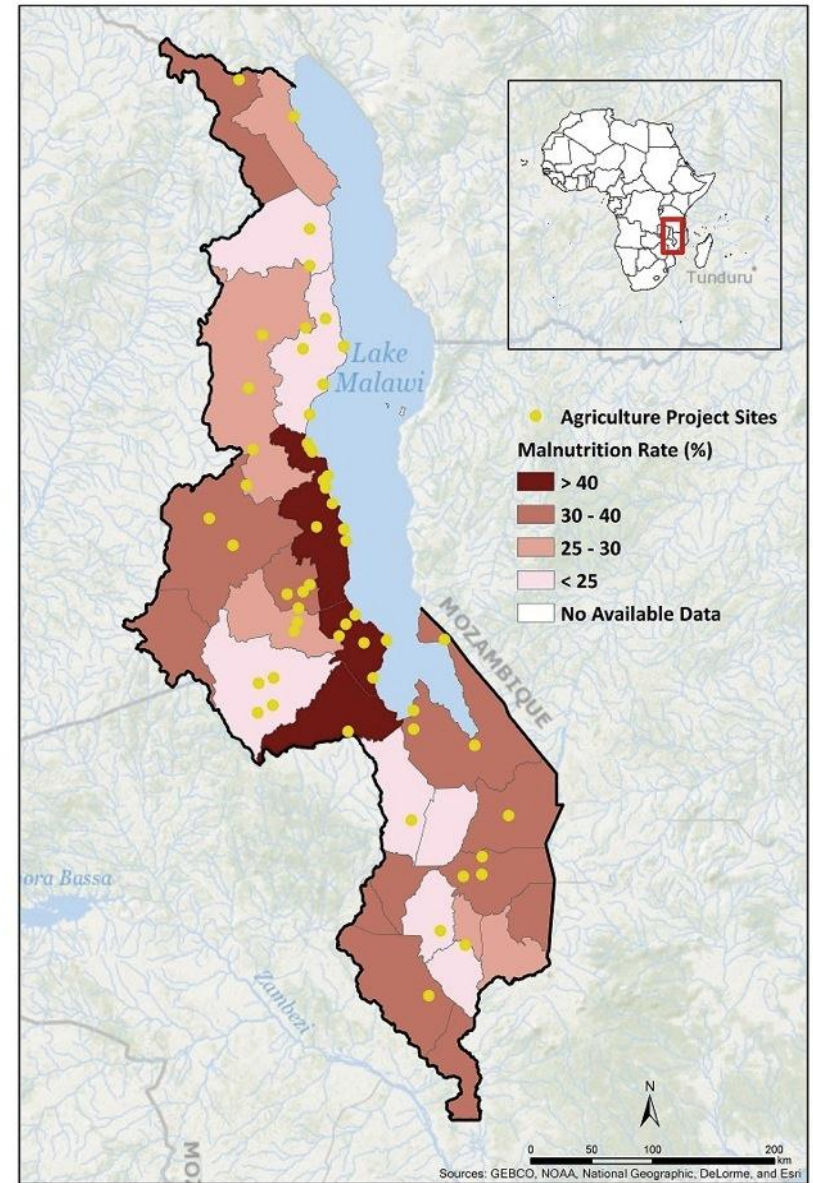 Tunduru
Lake
Malawi
Agriculture Project Sites
Malnutrition Rate (%)
> 40
30 - 40
25 - 30
< 25
No Available Data
MOZAMBIQUE
ora Bassa
Zambezi
MOZ
N
0 50 100 200
km
Sources: GEBCO, NOAA, National Geographic, DeLorme, and Esri